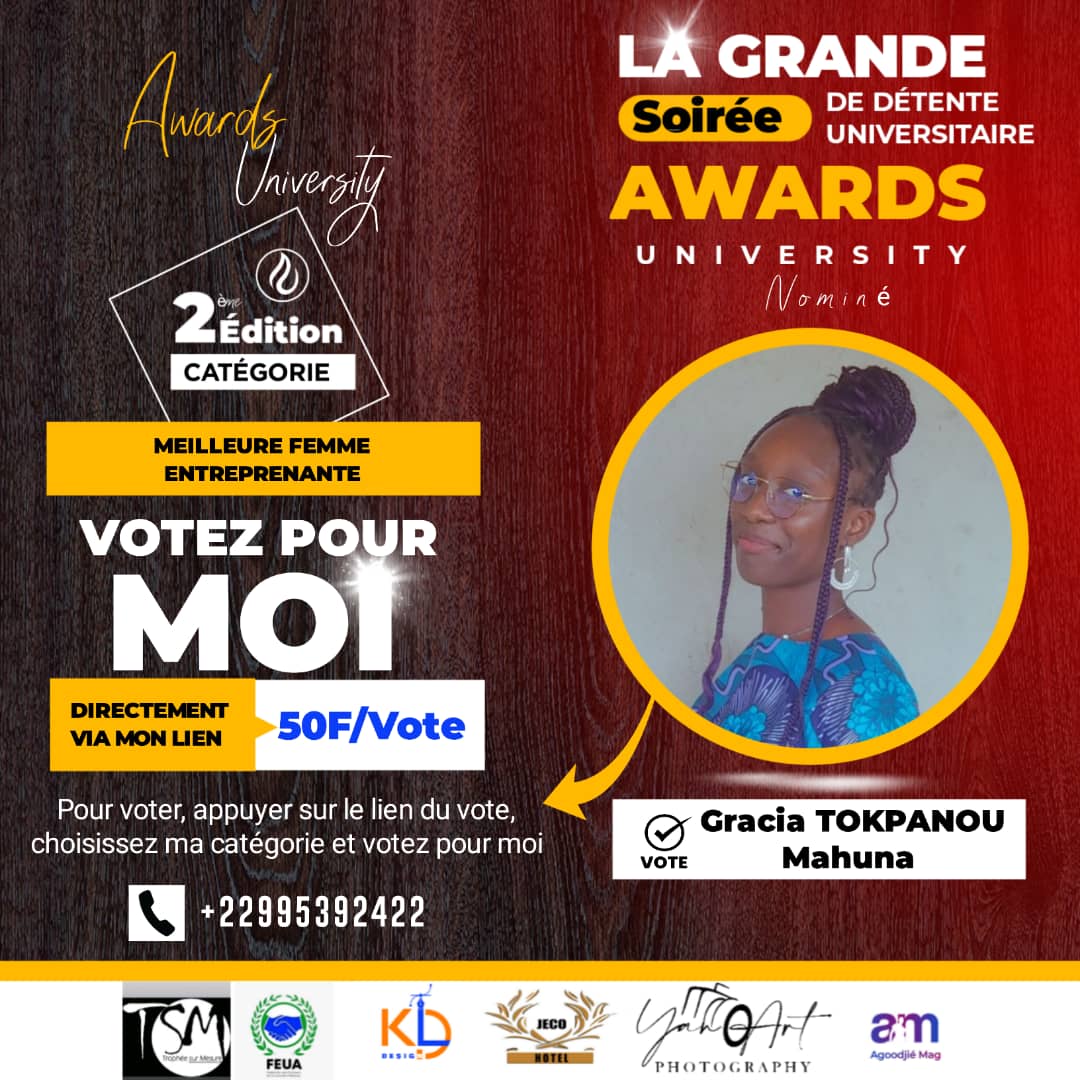 Awards
University
2ème Édition
CATÉGORIE
MEILLEURE FEMME
ENTREPRENANTE
VOTEZ POUR
MOI
DIRECTEMENT
VIA MON LIEN
50F/Vote
Pour voter, appuyer sur le lien du vote,
choisissez ma catégorie et votez pour moi
+22995392422
LA GRANDE
Soirée
DE DÉTENTE
UNIVERSITAIRE
AWARDS
UNIVERSITY
Nominé
VOTE
Gracia TOKPANOU
Mahuna
TSM
Trophée sur Mesure
FEUA
KD
DESIGN
JECO
HOTEL
YanOArt
PHOTOGRAPHY
am
Agoodjié Mag